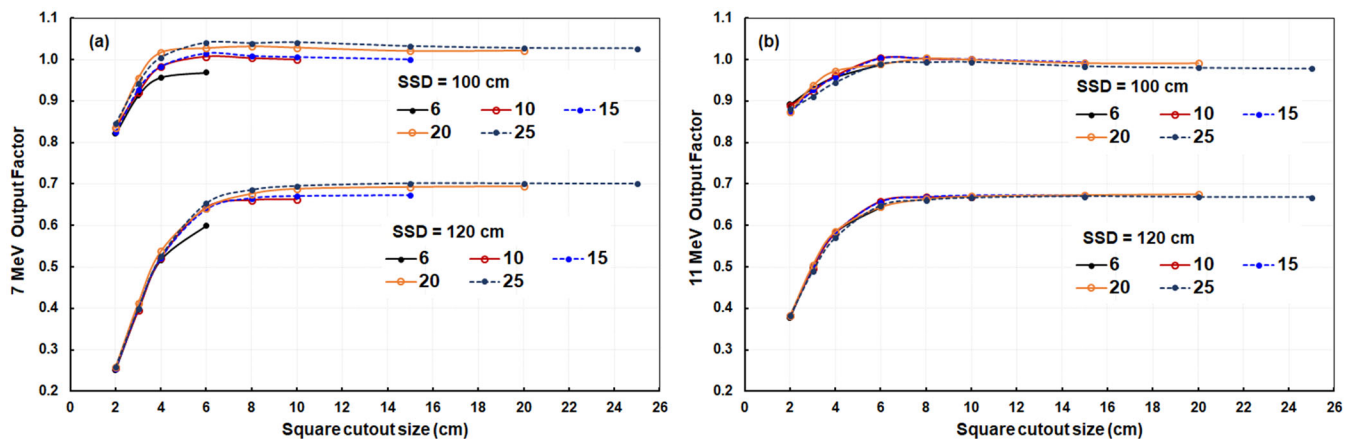 (a)
7 MeV Output Factor
1.1
1.0
0.9
0.8
0.7
0.6
0.5
0.4
0.3
0.2
SSD = 100 cm
6 10 15
20 25
SSD = 120 cm
6 10 15
20 25
0 2 4 6 8 10 12 14 16 18 20 22 24 26
Square cutout size (cm)
(b)
11 MeV Output Factor
1.1
1.0
0.9
0.8
0.7
0.6
0.5
0.4
0.3
0.2
SSD = 100 cm
6 10 15
20 25
SSD = 120 cm
6 10 15
20 25
0 2 4 6 8 10 12 14 16 18 20 22 24 26
Square cutout size (cm)